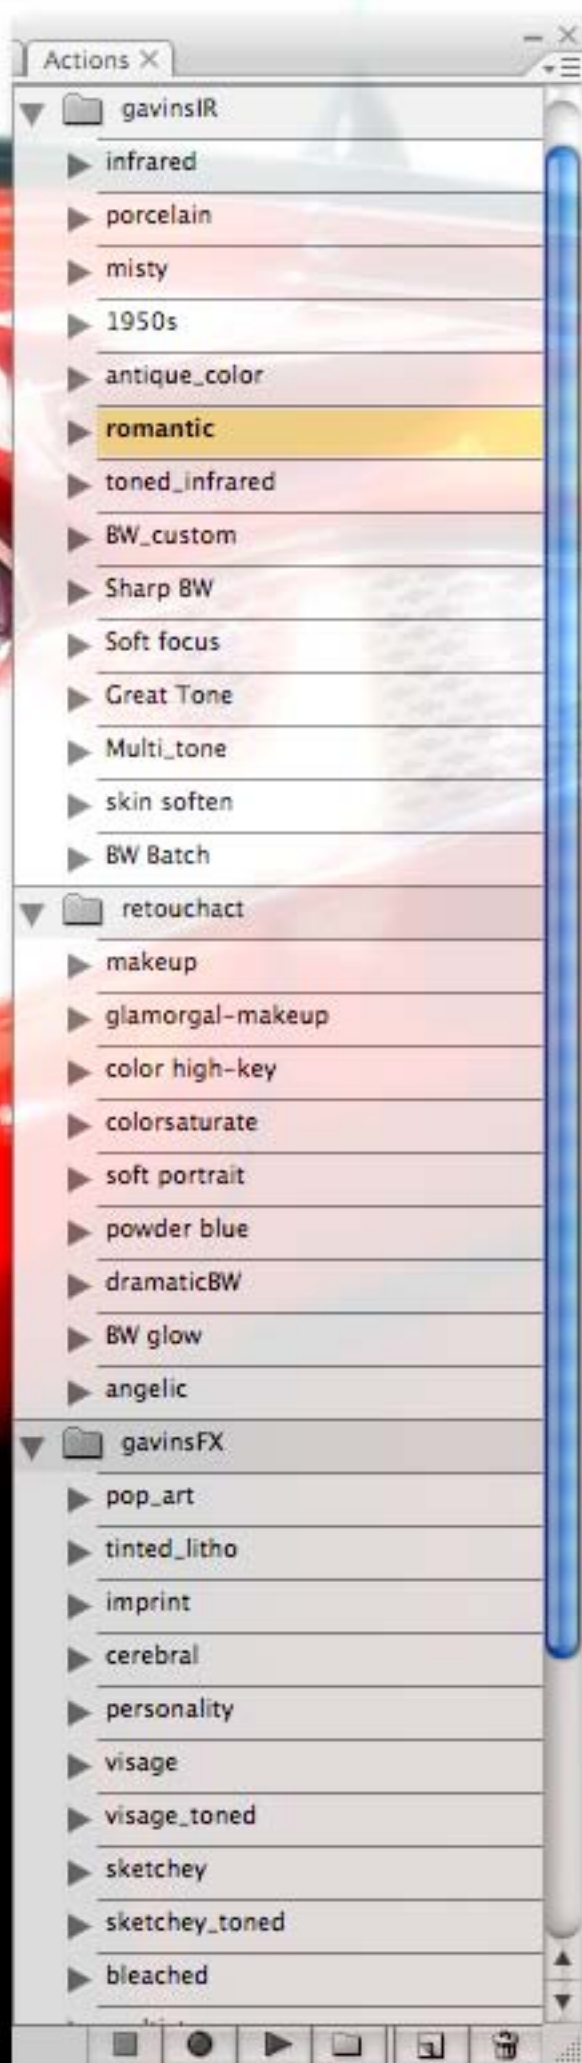 Actions
gavinsIR
infrared
porcelain
misty
1950s
antique_color
romantic
toned_infrared
BW_custom
Sharp BW
Soft focus
Great Tone
Multi_tone
skin soften
BW Batch
retouchact
makeup
glamorgal-makeup
color high-key
colorsaturate
soft portrait
powder blue
dramaticBW
BW glow
angelic
gavinsFX
pop_art
tinted_litho
imprint
cerebral
personality
visage
visage_toned
sketchey
sketchey_toned
bleached